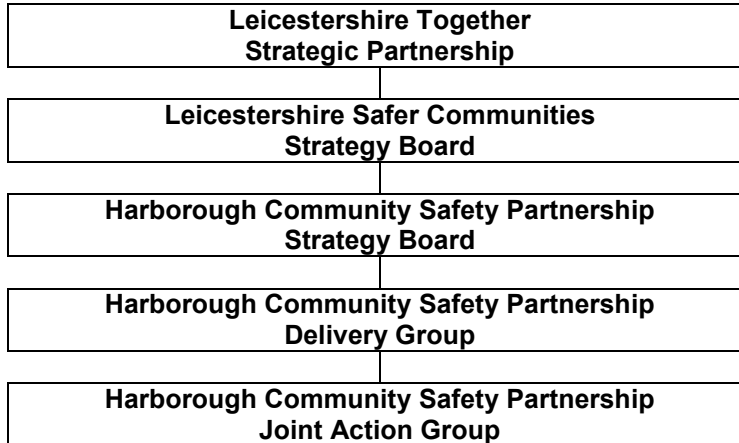 Leicestershire Together
Strategic Partnership
Leicestershire Safer Communities
Strategy Board
Harborough Community Safety Partnership
Strategy Board
Harborough Community Safety Partnership
Delivery Group
Harborough Community Safety Partnership
Joint Action Group